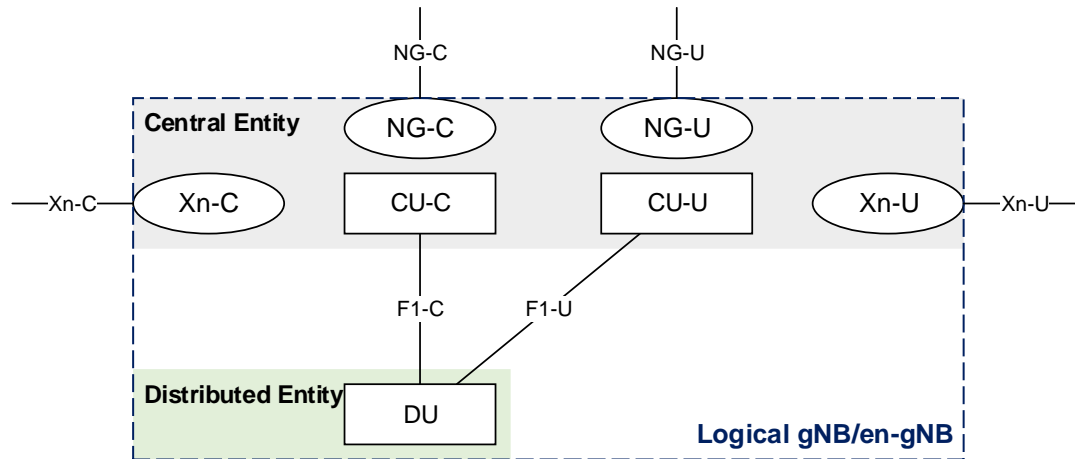 NG-C
NG-U
Central Entity
NG-C
NG-U
Xn-C
Xn-C
CU-C
CU-U
Xn-U
Xn-U
F1-C
F1-U
Distributed Entity
DU
Logical gNB/en-gNB